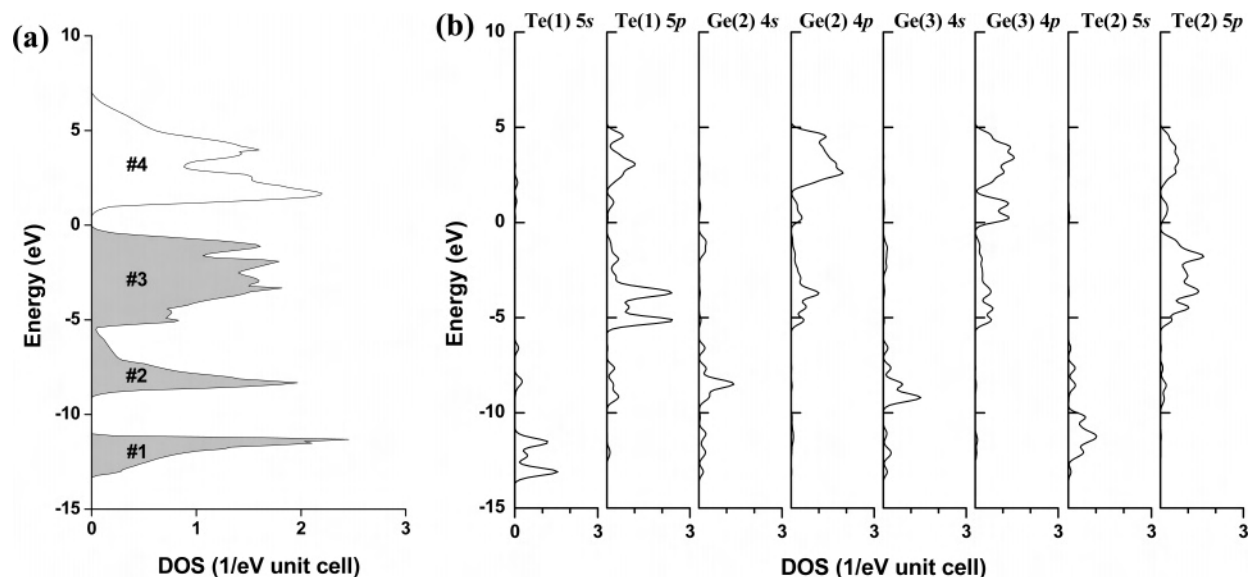 (a)
10
5
0
-5
-10
-15
Energy (eV)
#4
#3
#2
#1
0 1 2 3
DOS (1/eV unit cell)
(b)
Te(1) 5s Te(1) 5p Ge(2) 4s Ge(2) 4p Ge(3) 4s Ge(3) 4p Te(2) 5s Te(2) 5p
10
5
0
-5
-10
-15
Energy (eV)
0 3 3 3 3 3 3 3 3
DOS (1/eV unit cell)